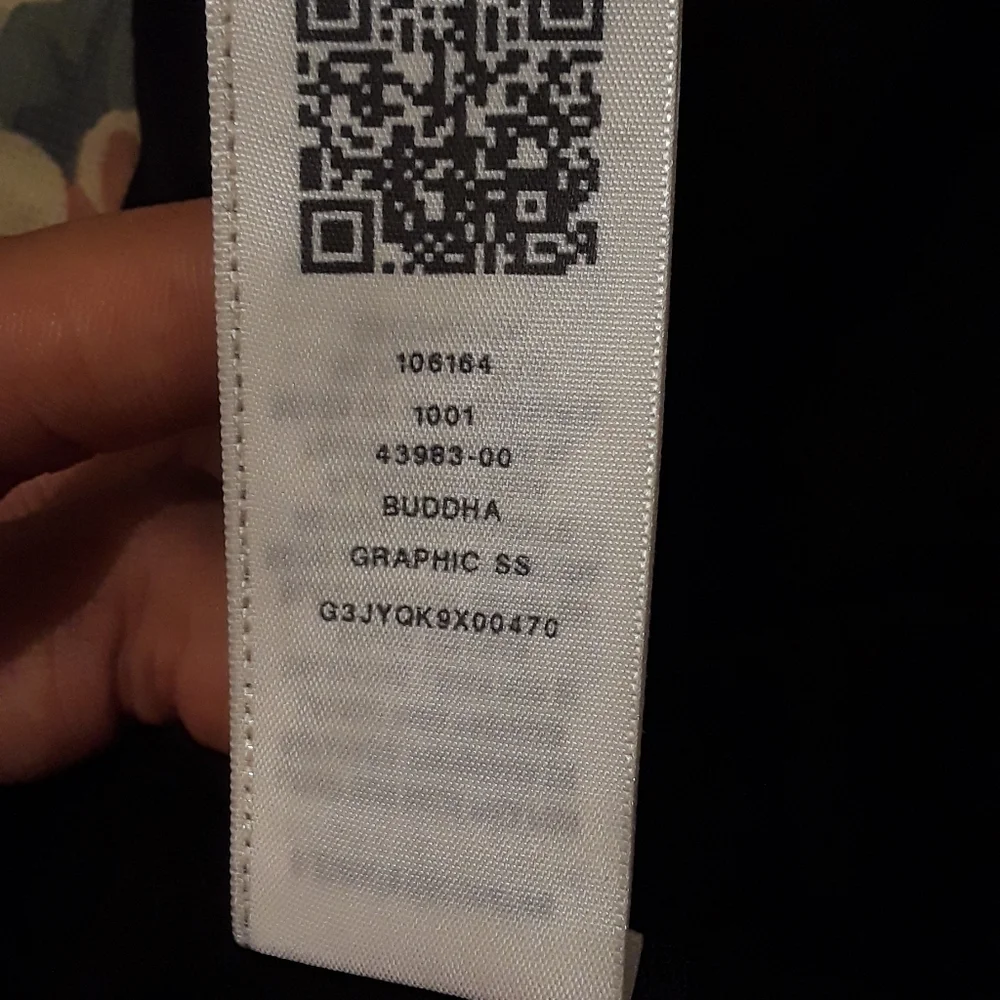 106164
1001
43983-00
BUDDHA
GRAPHIC SS
G3JYQK9X00470